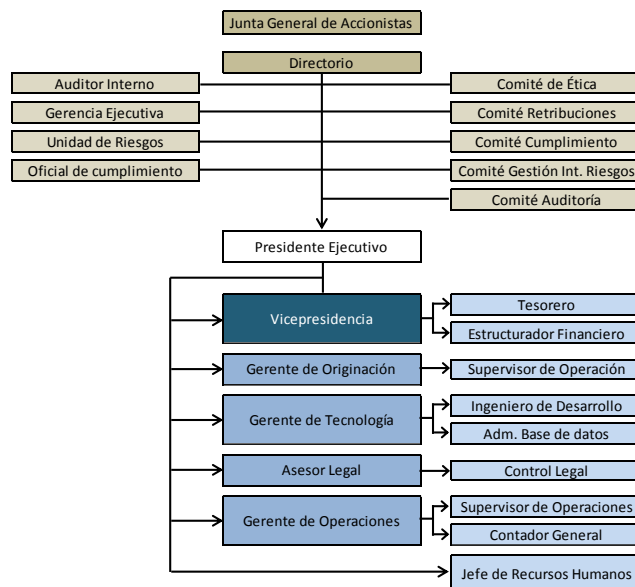 Junta General de Accionistas
Directorio
Auditor Interno
Comité de Ética
Gerencia Ejecutiva
Comité Retribuciones
Unidad de Riesgos
Comité Cumplimiento
Oficial de cumplimiento
Comité Gestión Int. Riesgos
Comité Auditoría
Presidente Ejecutivo
Vicepresidencia
Tesorero
Estructurador Financiero
Gerente de Originación
Supervisor de Operación
Gerente de Tecnología
Ingeniero de Desarrollo
Adm. Base de datos
Asesor Legal
Control Legal
Gerente de Operaciones
Supervisor de Operaciones
Contador General
Jefe de Recursos Humanos